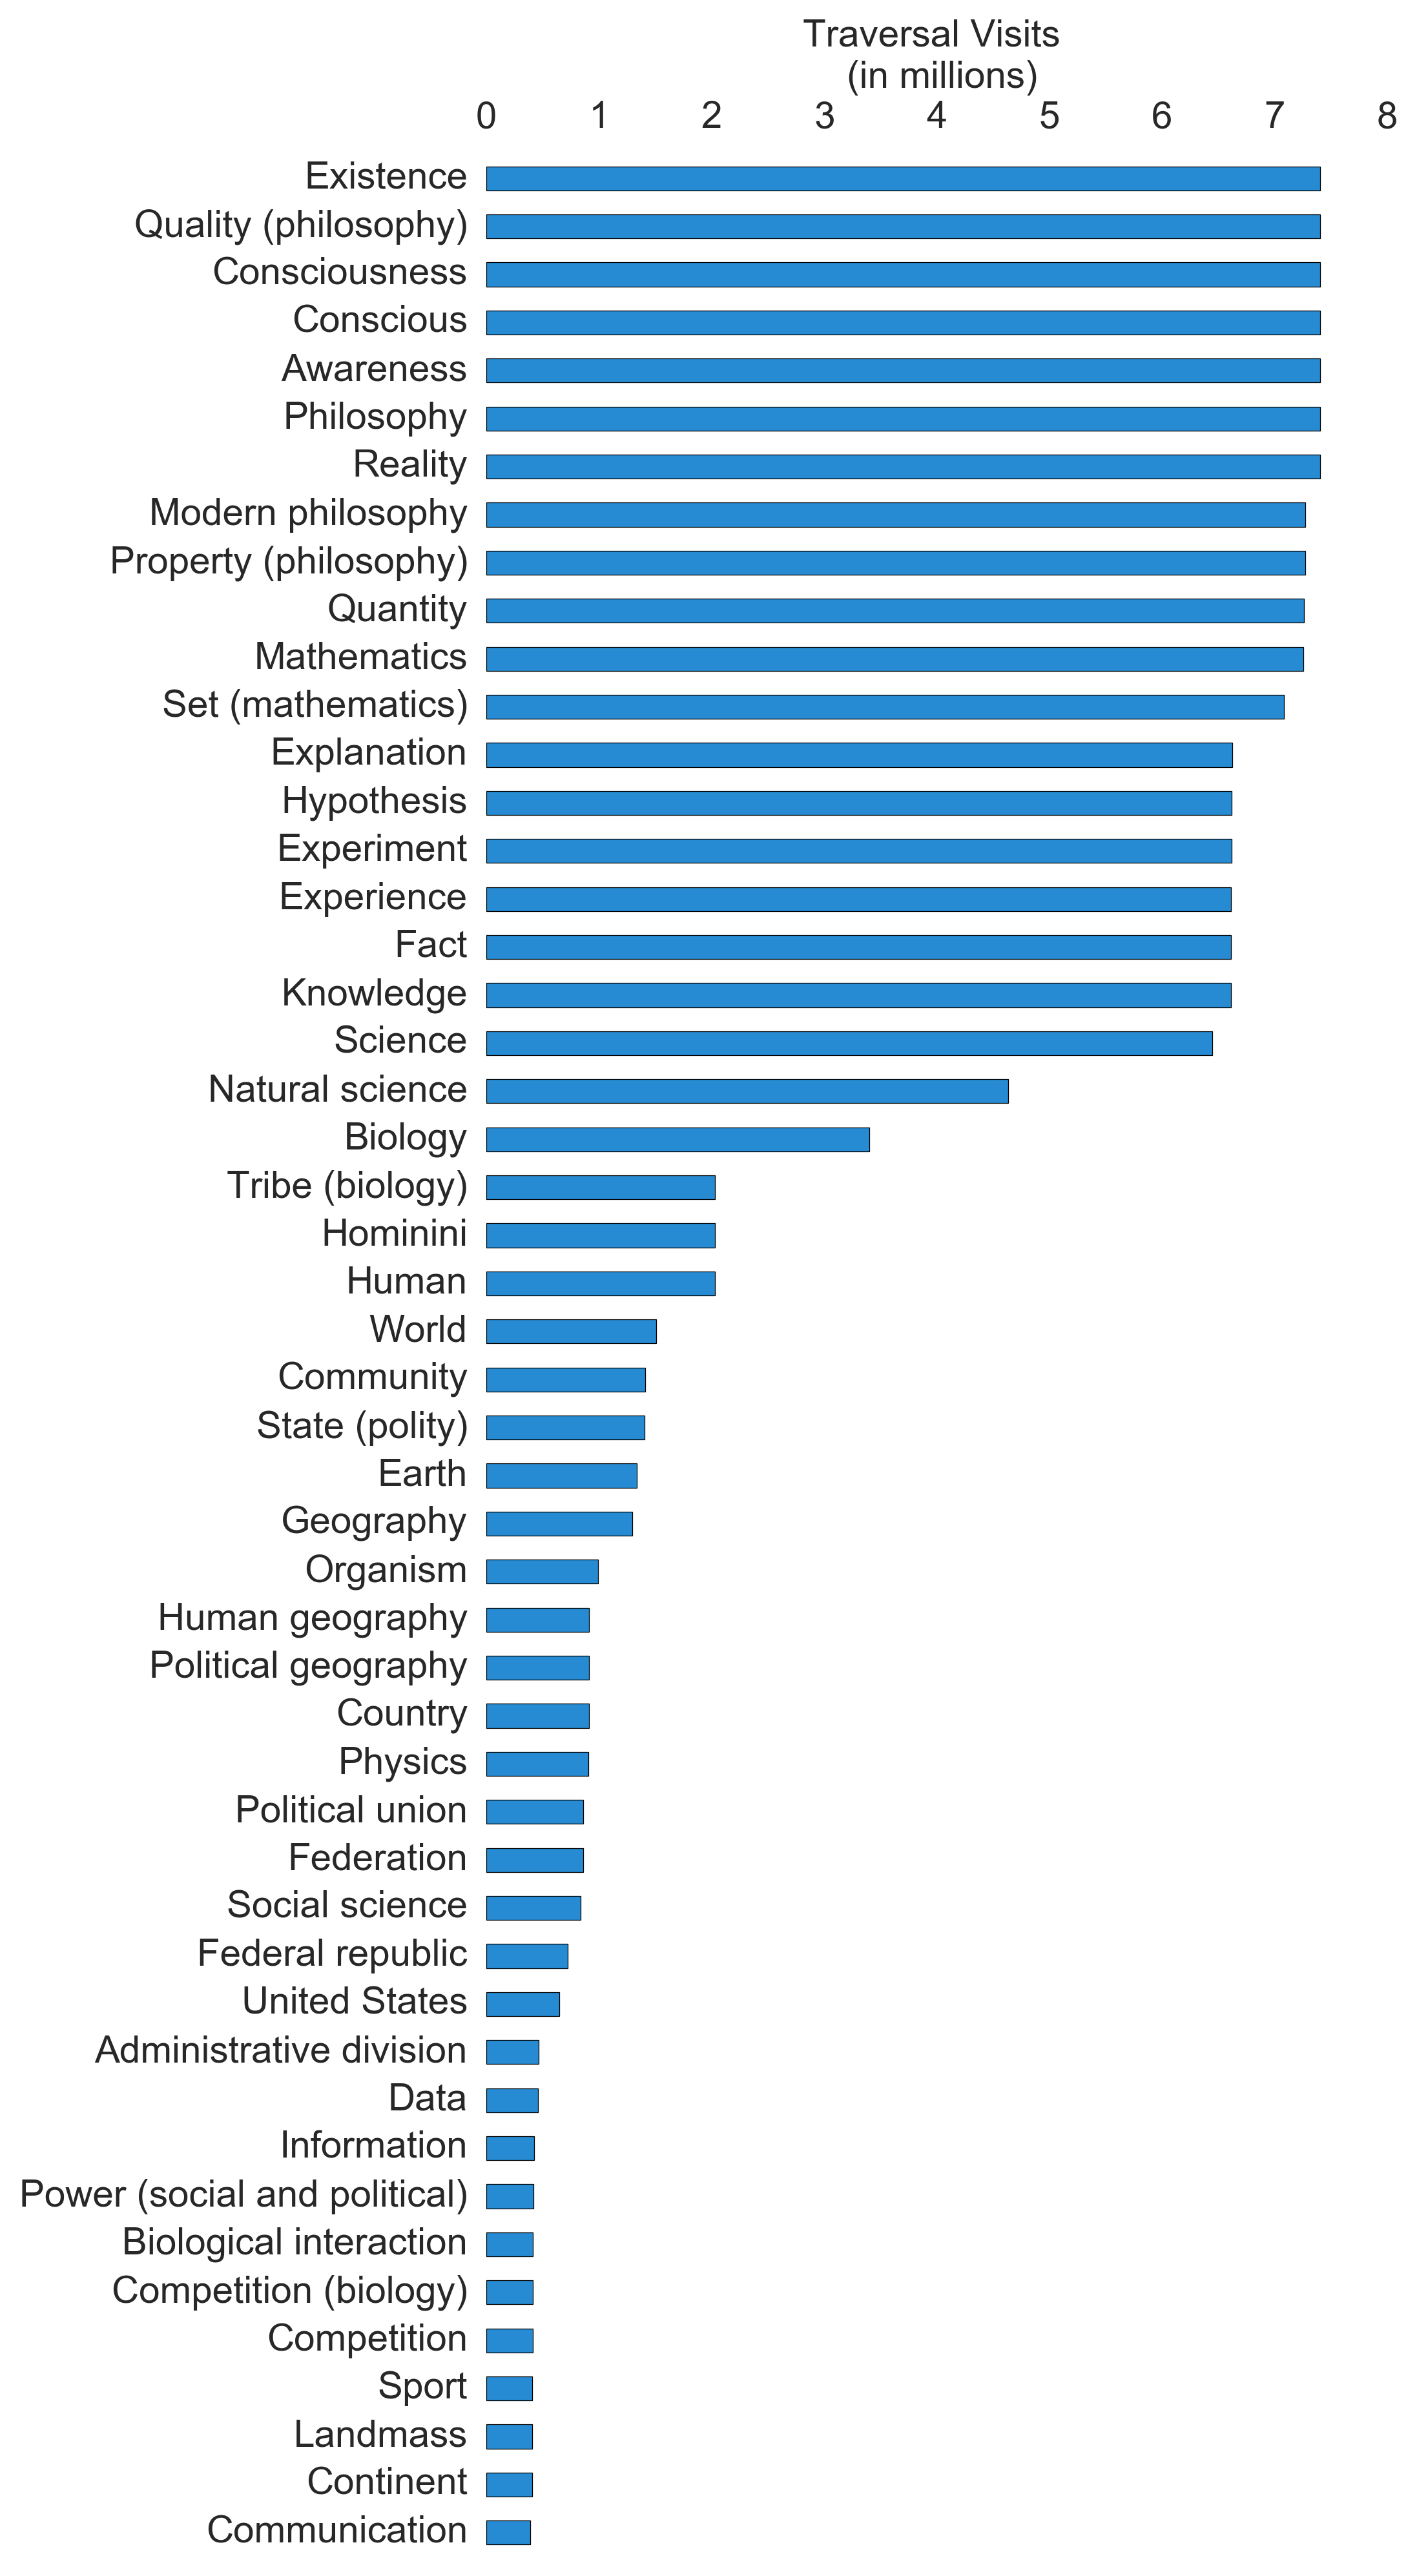 Traversal Visits
(in millions)
0 1 2 3 4 5 6 7 8
Existence
Quality (philosophy)
Consciousness
Conscious
Awareness
Philosophy
Reality
Modern philosophy
Property (philosophy)
Quantity
Mathematics
Set (mathematics)
Explanation
Hypothesis
Experiment
Experience
Fact
Knowledge
Science
Natural science
Biology
Tribe (biology)
Hominini
Human
World
Community
State (polity)
Earth
Geography
Organism
Human geography
Political geography
Country
Physics
Political union
Federation
Social science
Federal republic
United States
Administrative division
Data
Information
Power (social and political)
Biological interaction
Competition (biology)
Competition
Sport
Landmass
Continent
Communication